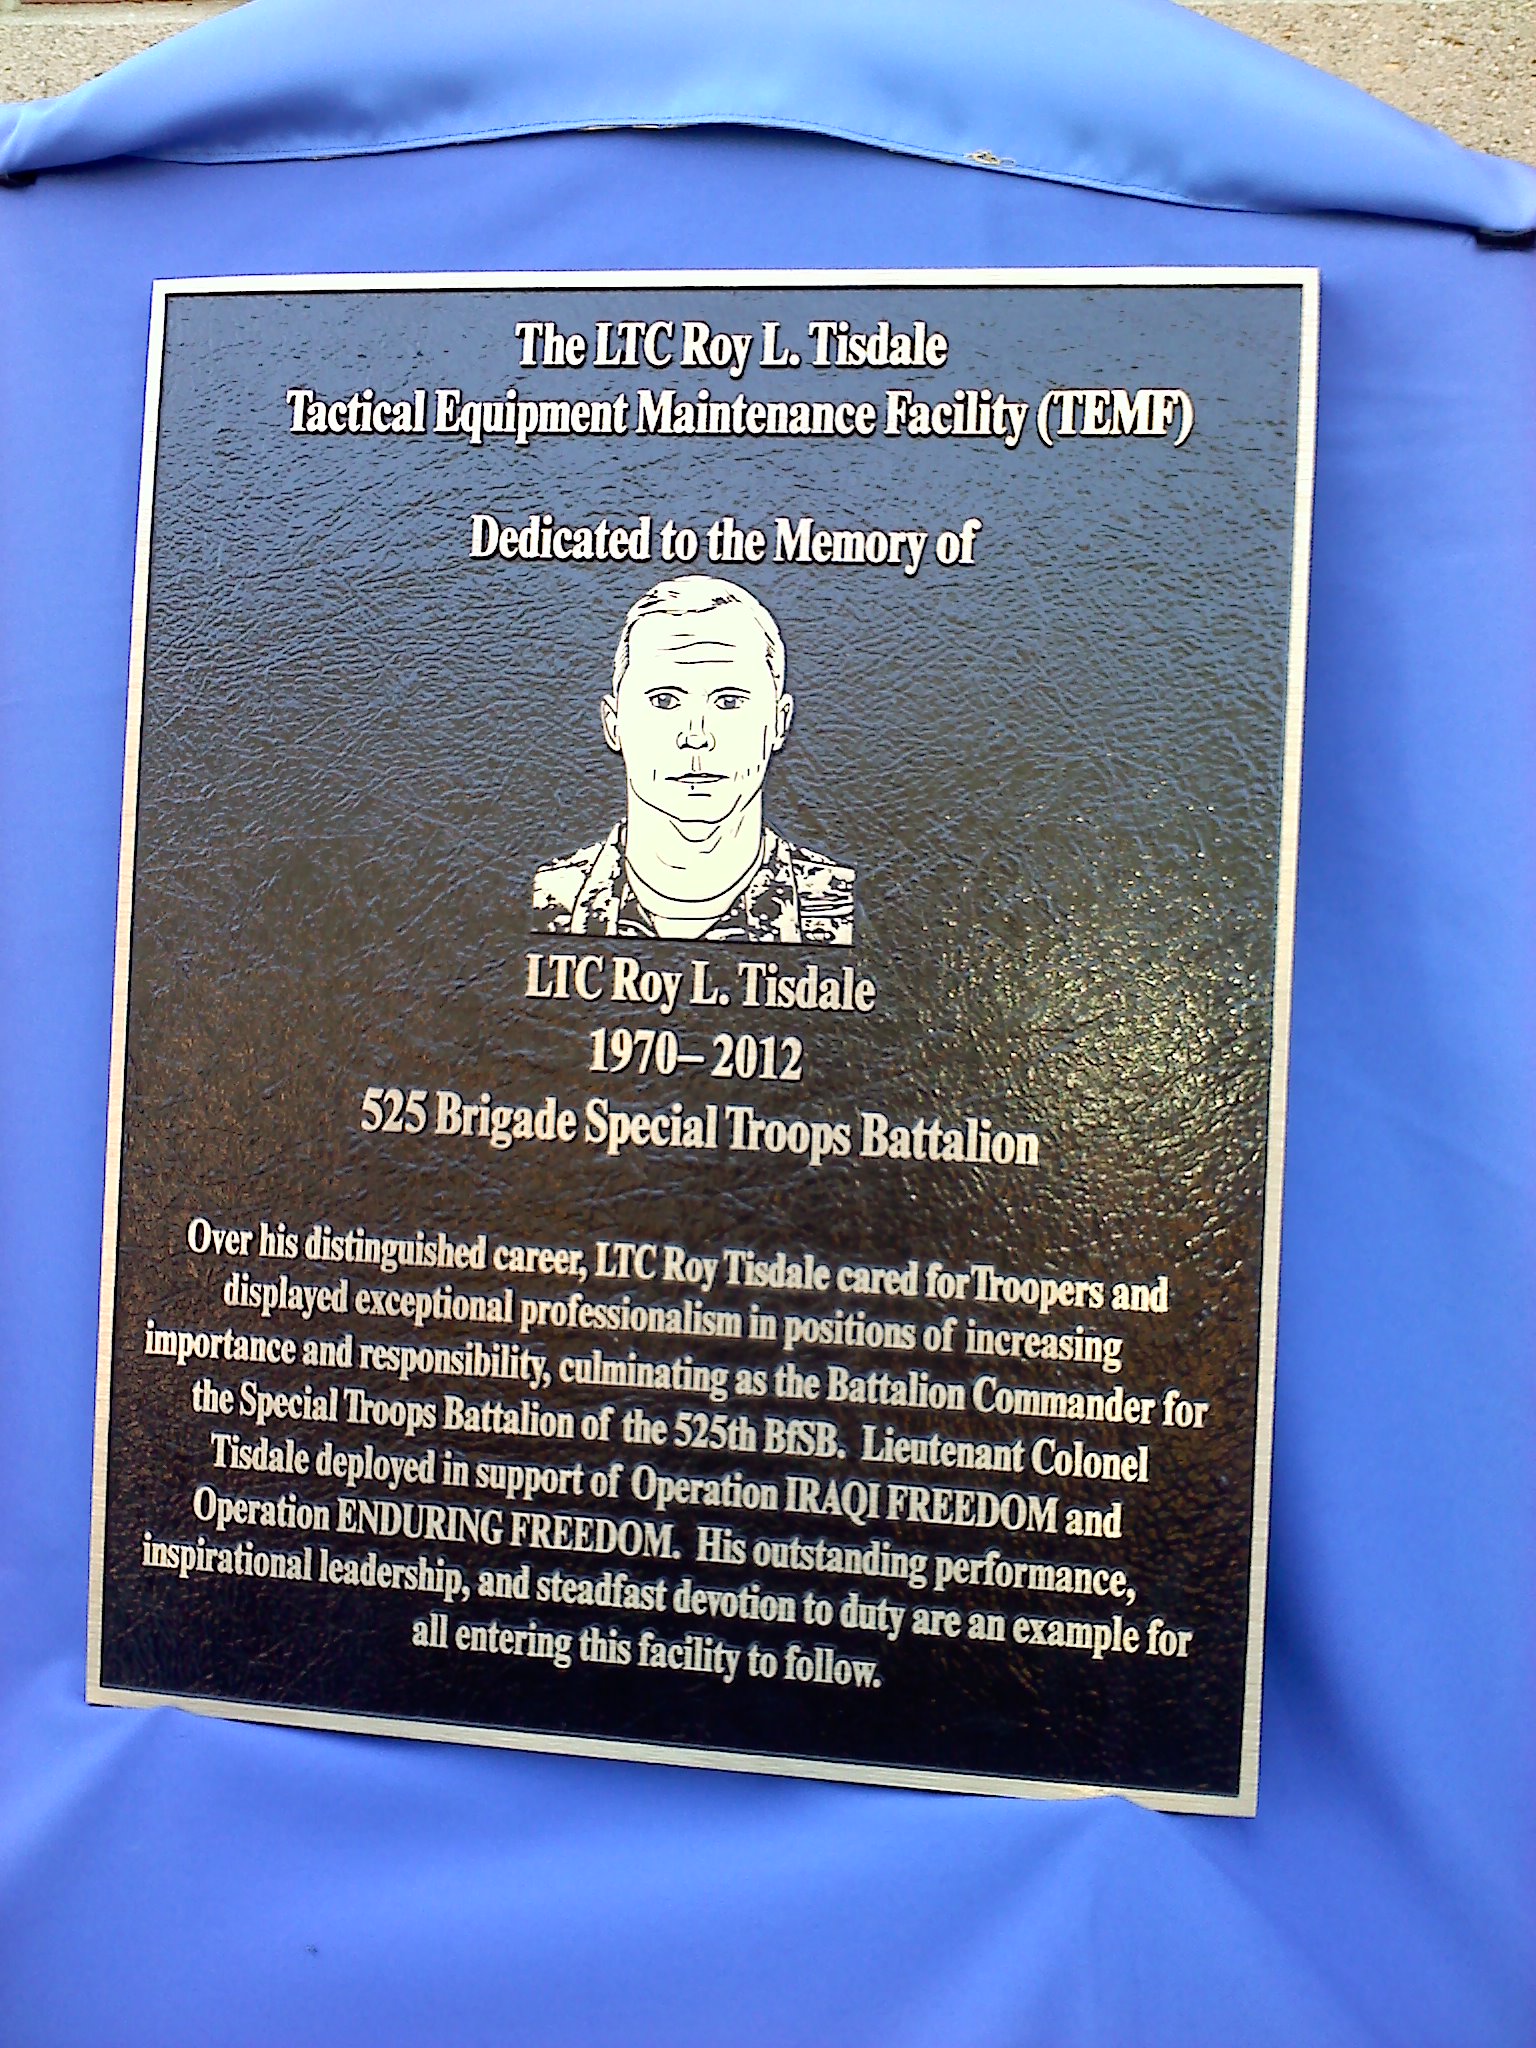 The LTC Roy L. Tisdale
Tactical Equipment Maintenance Facility (TEMF)
Dedicated to the Memory of
LTC Roy L. Tisdale
1970– 2012
525 Brigade Special Troops Battalion
Over his distinguished career, LTC Roy Tisdale cared for Troopers and
displayed exceptional professionalism in positions of increasing
importance and responsibility, culminating as the Battalion Commander for
the Special Troops Battalion of the 525th BfSB. Lieutenant Colonel
Tisdale deployed in support of Operation IRAQI FREEDOM and
Operation ENDURING FREEDOM. His outstanding performance,
inspirational leadership, and steadfast devotion to duty are an example for
all entering this facility to follow.